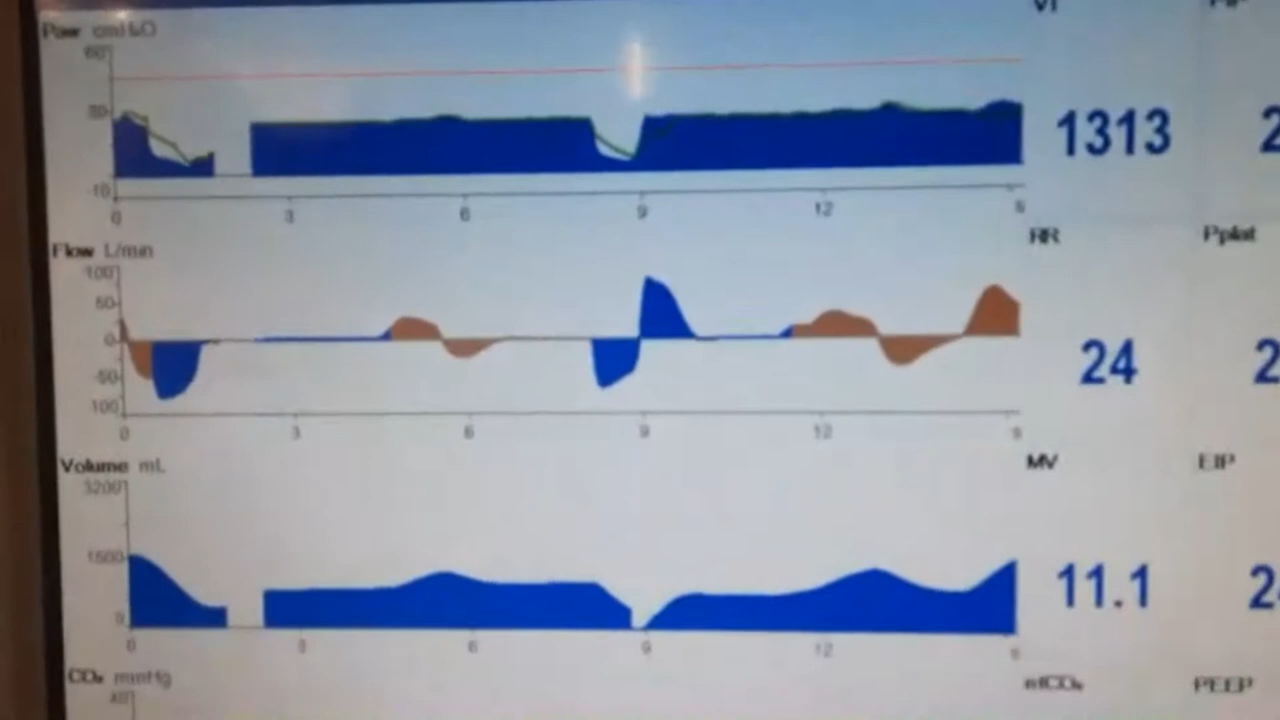 Paw cmH₂O
60
30
-10
0 3 6 9 12
1313
Flow L/min
100
50
0
-50
100
0 3 6 9 12
RR Pplat
24
Volume mL
3200
1500
0
0 3 6 9 12
MV EIP
11.1
CO₂ mmHg
40
etCO₂ PEEP